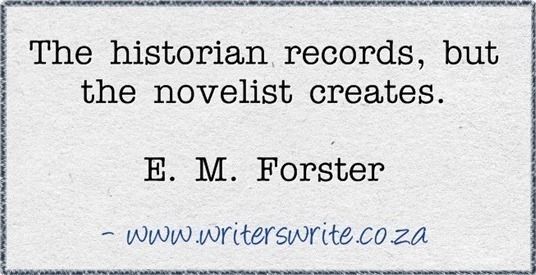 The historian records, but
the novelist creates.
E. M. Forster
- www.writerswrite.co.za